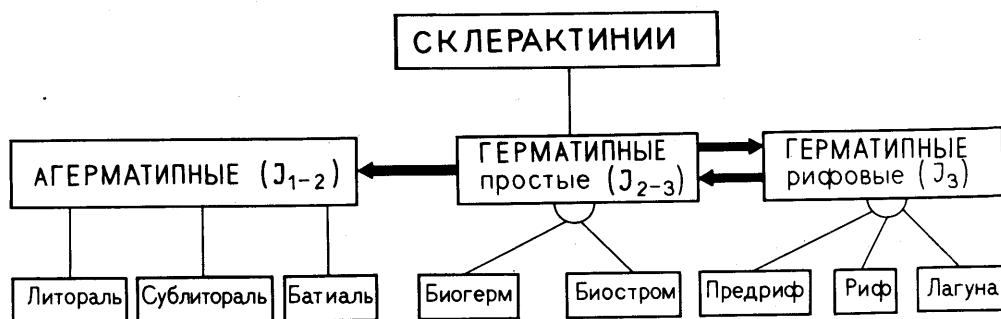 СКЛЕРАКТИНИИ
АГЕРМАТИПНЫЕ (J₁₋₂)
ГЕРМАТИПНЫЕ
простые (J₂₋₃)
ГЕРМАТИПНЫЕ
рифовые (J₃)
Литораль
Сублитораль
Батиаль
Биогерм
Биостром
Предриф
Риф
Лагуна